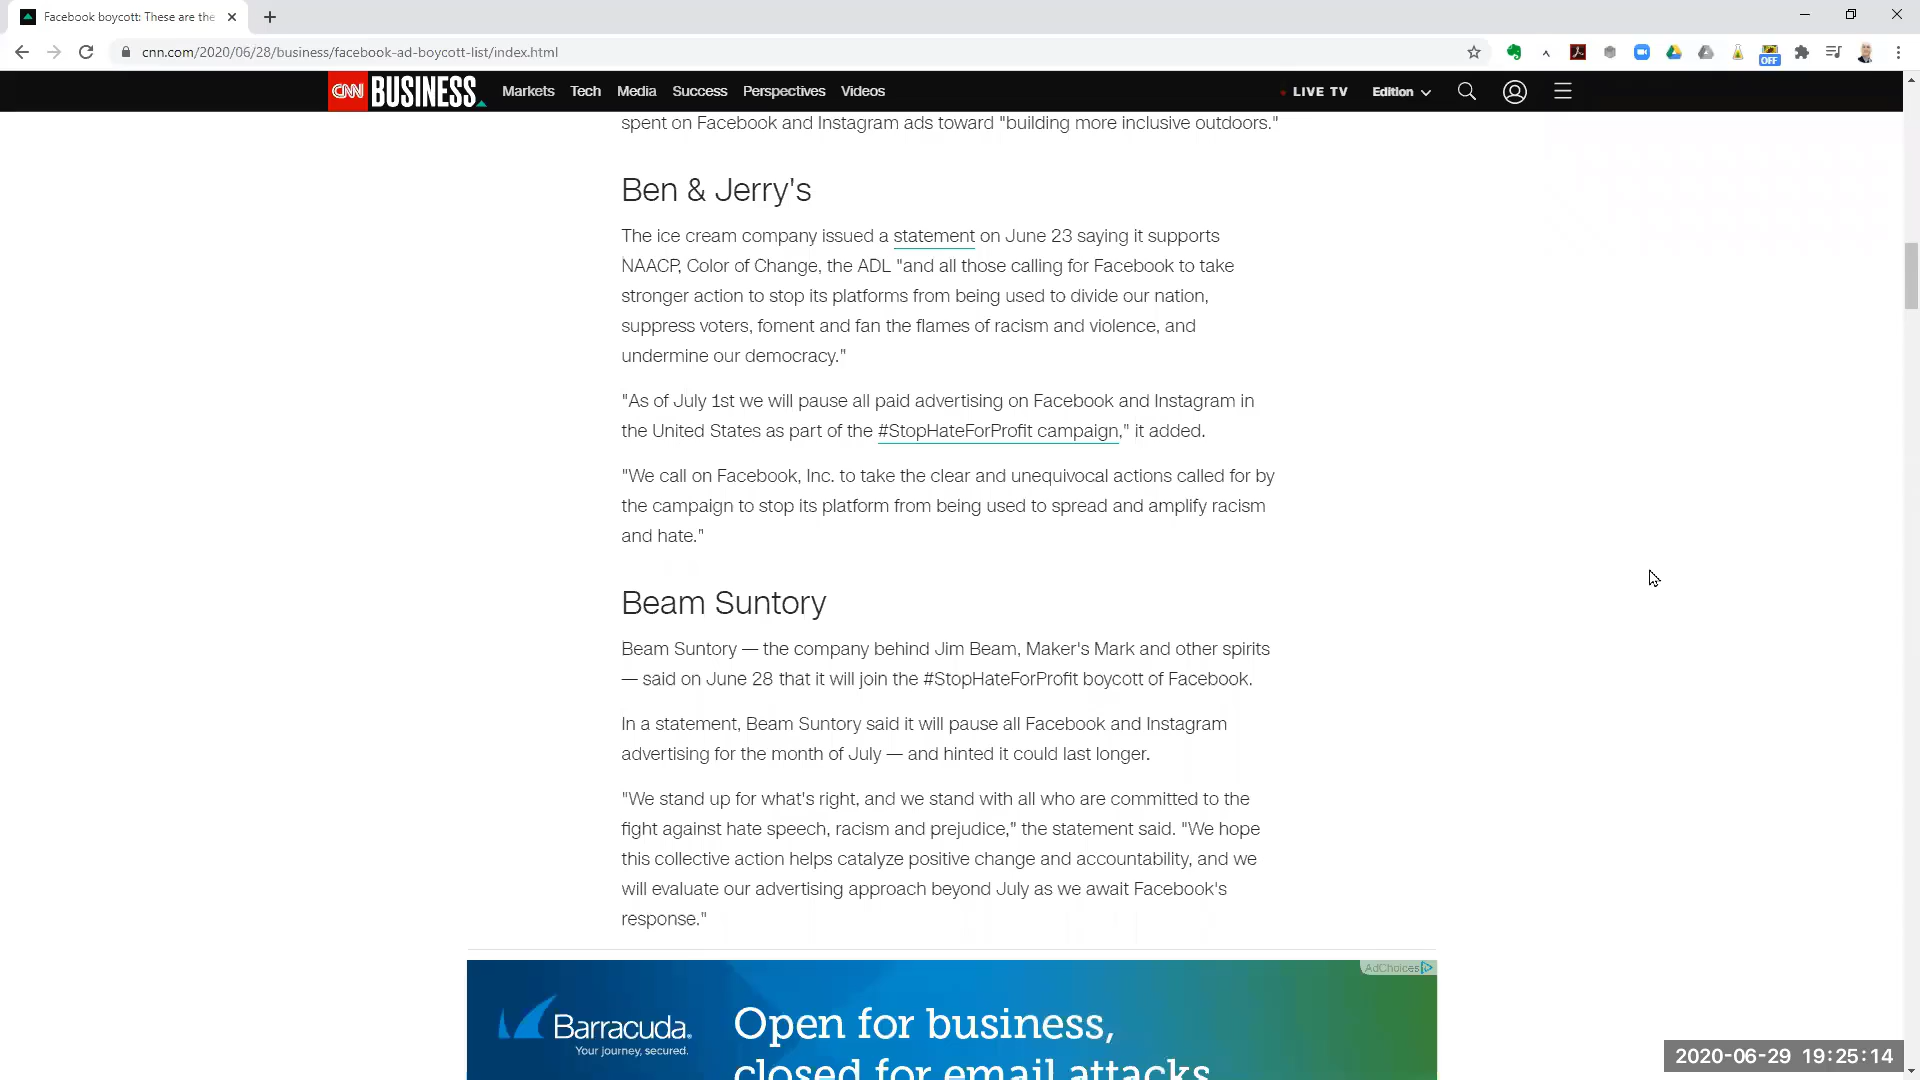 Facebook boycott: These are the
cnn.com/2020/06/28/business/facebook-ad-boycott-list/index.html
OFF
CNN BUSINESS Markets Tech Media Success Perspectives Videos LIVE TV Edition
spent on Facebook and Instagram ads toward "building more inclusive outdoors."
Ben & Jerry's
The ice cream company issued a statement on June 23 saying it supports
NAACP, Color of Change, the ADL "and all those calling for Facebook to take
stronger action to stop its platforms from being used to divide our nation,
suppress voters, foment and fan the flames of racism and violence, and
undermine our democracy."
"As of July 1st we will pause all paid advertising on Facebook and Instagram in
the United States as part of the #StopHateForProfit campaign," it added.
"We call on Facebook, Inc. to take the clear and unequivocal actions called for by
the campaign to stop its platform from being used to spread and amplify racism
and hate."
Beam Suntory
Beam Suntory — the company behind Jim Beam, Maker's Mark and other spirits
— said on June 28 that it will join the #StopHateForProfit boycott of Facebook.
In a statement, Beam Suntory said it will pause all Facebook and Instagram
advertising for the month of July — and hinted it could last longer.
"We stand up for what's right, and we stand with all who are committed to the
fight against hate speech, racism and prejudice," the statement said. "We hope
this collective action helps catalyze positive change and accountability, and we
will evaluate our advertising approach beyond July as we await Facebook's
response."
AdChoices
Barracuda.
Your journey, secured.
Open for business,
closed for email attacks
2020-06-29 19:25:14